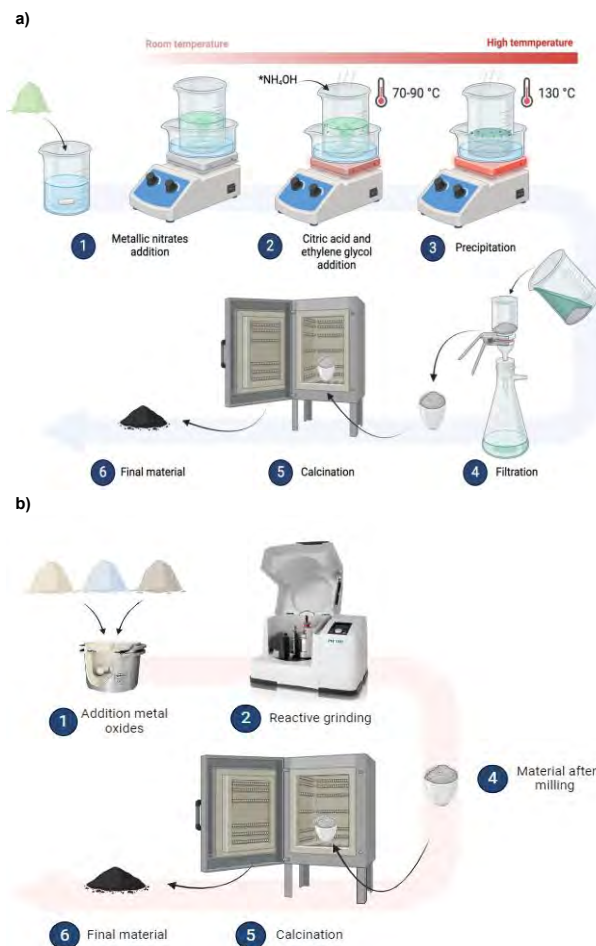 a)
Room temperature
High temmperature
*NH₄OH
70-90 °C
130 °C
1
Metallic nitrates
addition
2
Citric acid and
ethylene glycol
addition
3
Precipitation
6
Final material
5
Calcination
4
Filtration
b)
1
Addition metal
oxides
2
Reactive grinding
4
Material after
milling
6
Final material
5
Calcination